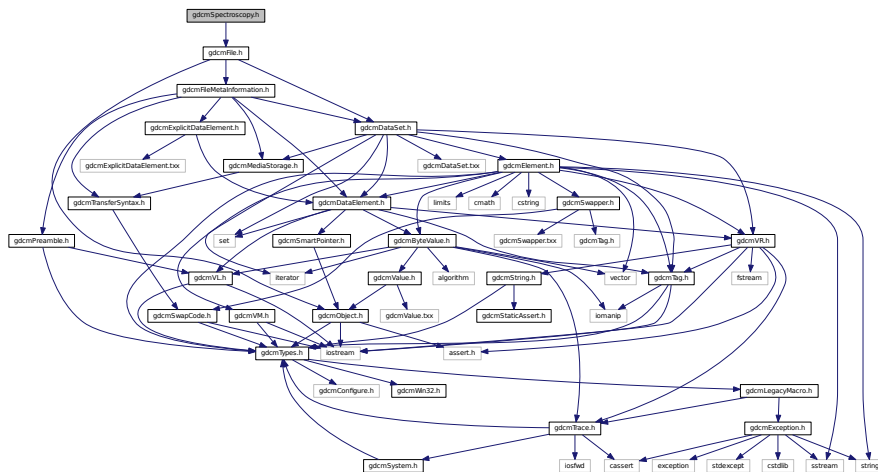 gdcmSpectroscopy.h
gdcmFile.h
gdcmFileMetaInformation.h
gdcmExplicitDataElement.h
gdcmDataSet.h
gdcmExplicitDataElement.txx
gdcmMediaStorage.h
gdcmDataSet.txx
gdcmElement.h
gdcmTransferSyntax.h
gdcmDataElement.h
limits
cmath
cstring
gdcmSwapper.h
gdcmPreamble.h
set
gdcmSmartPointer.h
gdcmByteValue.h
gdcmSwapper.txx
gdcmTag.h
gdcmVR.h
gdcmVL.h
iterator
gdcmValue.h
algorithm
gdcmString.h
vector
gdcmTag.h
fstream
gdcmSwapCode.h
gdcmVM.h
gdcmObject.h
gdcmValue.txx
gdcmStaticAssert.h
iomanip
gdcmTypes.h
iostream
assert.h
gdcmConfigure.h
gdcmWin32.h
gdcmLegacyMacro.h
gdcmTrace.h
gdcmException.h
gdcmSystem.h
iosfwd
cassert
exception
stdexcept
cstdlib
sstream
string